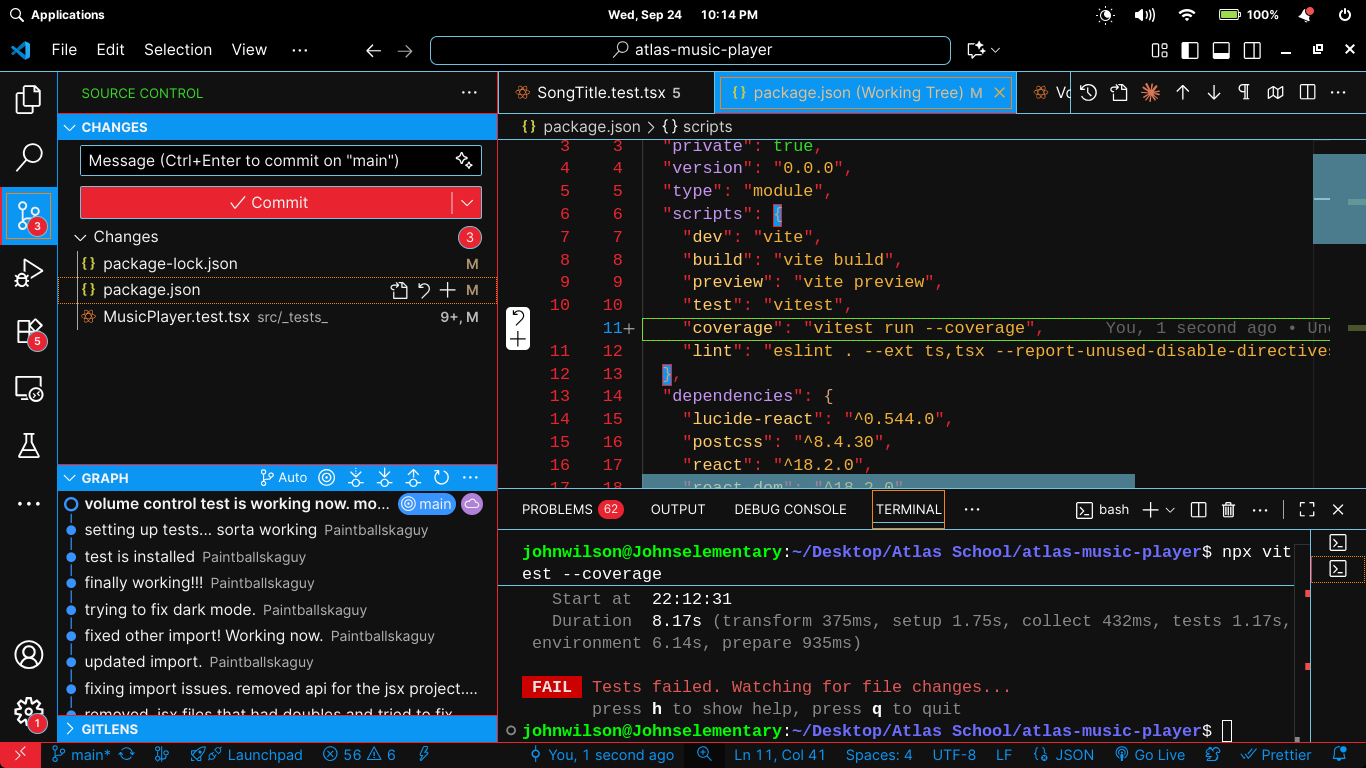 Applications
Wed, Sep 24 10:14 PM
100%
File Edit Selection View ···
atlas-music-player
SOURCE CONTROL
CHANGES
Message (Ctrl+Enter to commit on "main")
Commit
Changes 3
package-lock.json M
package.json M
MusicPlayer.test.tsx src/_tests_ 9+, M
3
5
1
GRAPH Auto
volume control test is working now. mo... main
setting up tests... sorta working Paintballskaguy
test is installed Paintballskaguy
finally working!!! Paintballskaguy
trying to fix dark mode. Paintballskaguy
fixed other import! Working now. Paintballskaguy
updated import. Paintballskaguy
fixing import issues. removed api for the jsx project....
removed .jsx files that had doubles and tried to fix
GITLENS
SongTitle.test.tsx 5
{} package.json (Working Tree) M
{} package.json > {} scripts
3 3 "private": true,
4 4 "version": "0.0.0",
5 5 "type": "module",
6 6 "scripts": {
7 7 "dev": "vite",
8 8 "build": "vite build",
9 9 "preview": "vite preview",
10 10 "test": "vitest",
11+ "coverage": "vitest run --coverage", You, 1 second ago •
11 12 "lint": "eslint . --ext ts,tsx --report-unused-disable-directives
12 13 },
13 14 "dependencies": {
14 15 "lucide-react": "^0.544.0",
15 16 "postcss": "^8.4.30",
16 17 "react": "^18.2.0",
17 18 "react-dom": "^18.2.0"
PROBLEMS 62 OUTPUT DEBUG CONSOLE TERMINAL ··· bash
johnwilson@Johnselementary:~/Desktop/Atlas School/atlas-music-player$ npx vit
est --coverage
Start at 22:12:31
Duration 8.17s (transform 375ms, setup 1.75s, collect 432ms, tests 1.17s,
environment 6.14s, prepare 935ms)
FAIL Tests failed. Watching for file changes...
press h to show help, press q to quit
johnwilson@Johnselementary:~/Desktop/Atlas School/atlas-music-player$
main* Launchpad 56 6 You, 1 second ago Ln 11, Col 41 Spaces: 4 UTF-8 LF {} JSON Go Live Prettier